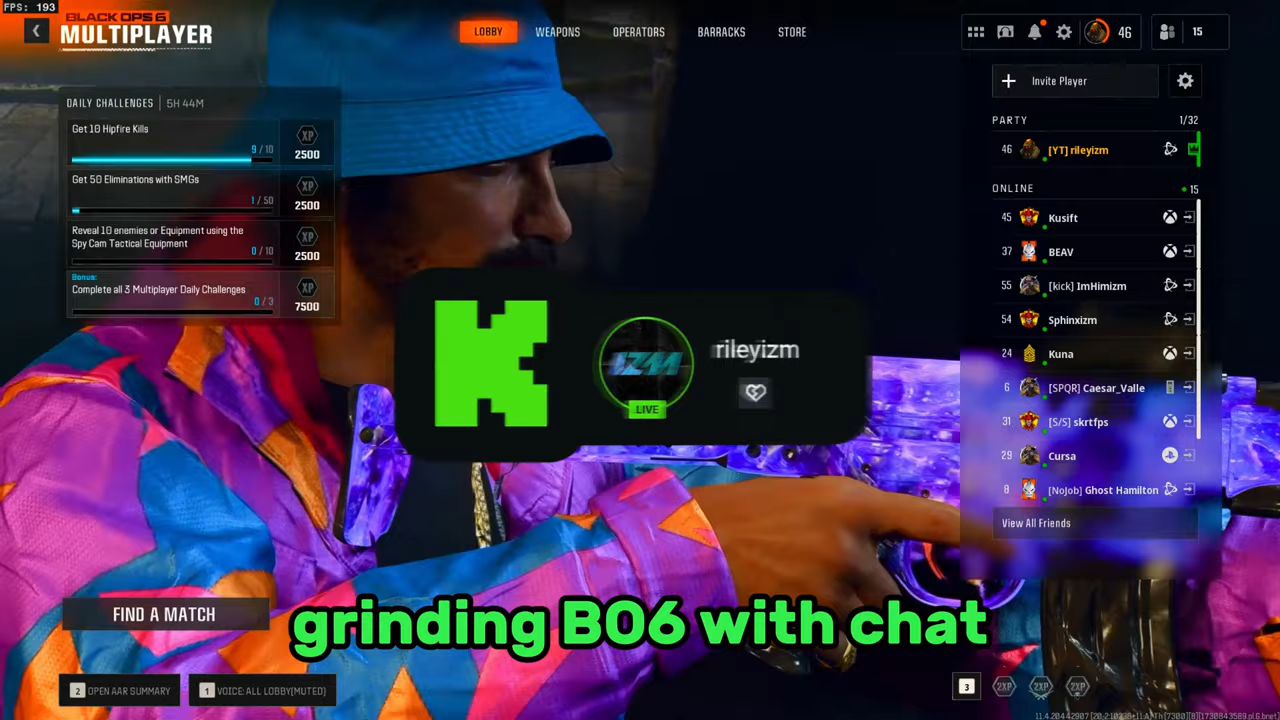 FPS: 193
BLACK OPS 6
MULTIPLAYER
LOBBY
WEAPONS
OPERATORS
BARRACKS
STORE
46
15
DAILY CHALLENGES
5H 44M
Get 10 Hipfire Kills
9 / 10
XP
2500
Get 50 Eliminations with SMGs
1 / 50
XP
2500
Reveal 10 enemies or Equipment using the
Spy Cam Tactical Equipment
0 / 10
XP
2500
Bonus:
Complete all 3 Multiplayer Daily Challenges
0 / 3
XP
7500
Invite Player
PARTY
1/32
46
[YT] rileyizm
ONLINE
15
45 Kusift
37 BEAV
55 [kick] ImHimizm
54 Sphinxizm
24 Kuna
6 [SPQR] Caesar_Valle
31 [S/S] skrtfps
29 Cursa
8 [NoJob] Ghost Hamilton
View All Friends
K
IZM
LIVE
rileyizm
FIND A MATCH
grinding BO6 with chat
2 OPEN AAR SUMMARY
1 VOICE: ALL LOBBY(MUTED)
3
2XP
2XP
2XP